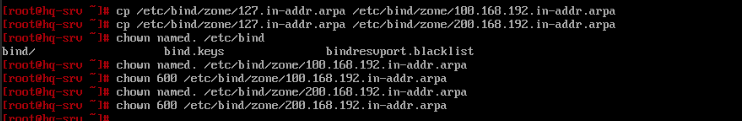 [root@hq-srv ~]# cp /etc/bind/zone/127.in-addr.arpa /etc/bind/zone/100.168.192.in-addr.arpa
[root@hq-srv ~]# cp /etc/bind/zone/127.in-addr.arpa /etc/bind/zone/200.168.192.in-addr.arpa
[root@hq-srv ~]# chown named. /etc/bind
bind/ bind.keys bindresvport.blacklist
[root@hq-srv ~]# chown named. /etc/bind/zone/100.168.192.in-addr.arpa
[root@hq-srv ~]# chown 600 /etc/bind/zone/100.168.192.in-addr.arpa
[root@hq-srv ~]# chown named. /etc/bind/zone/200.168.192.in-addr.arpa
[root@hq-srv ~]# chown 600 /etc/bind/zone/200.168.192.in-addr.arpa
[root@hq-srv ~]#